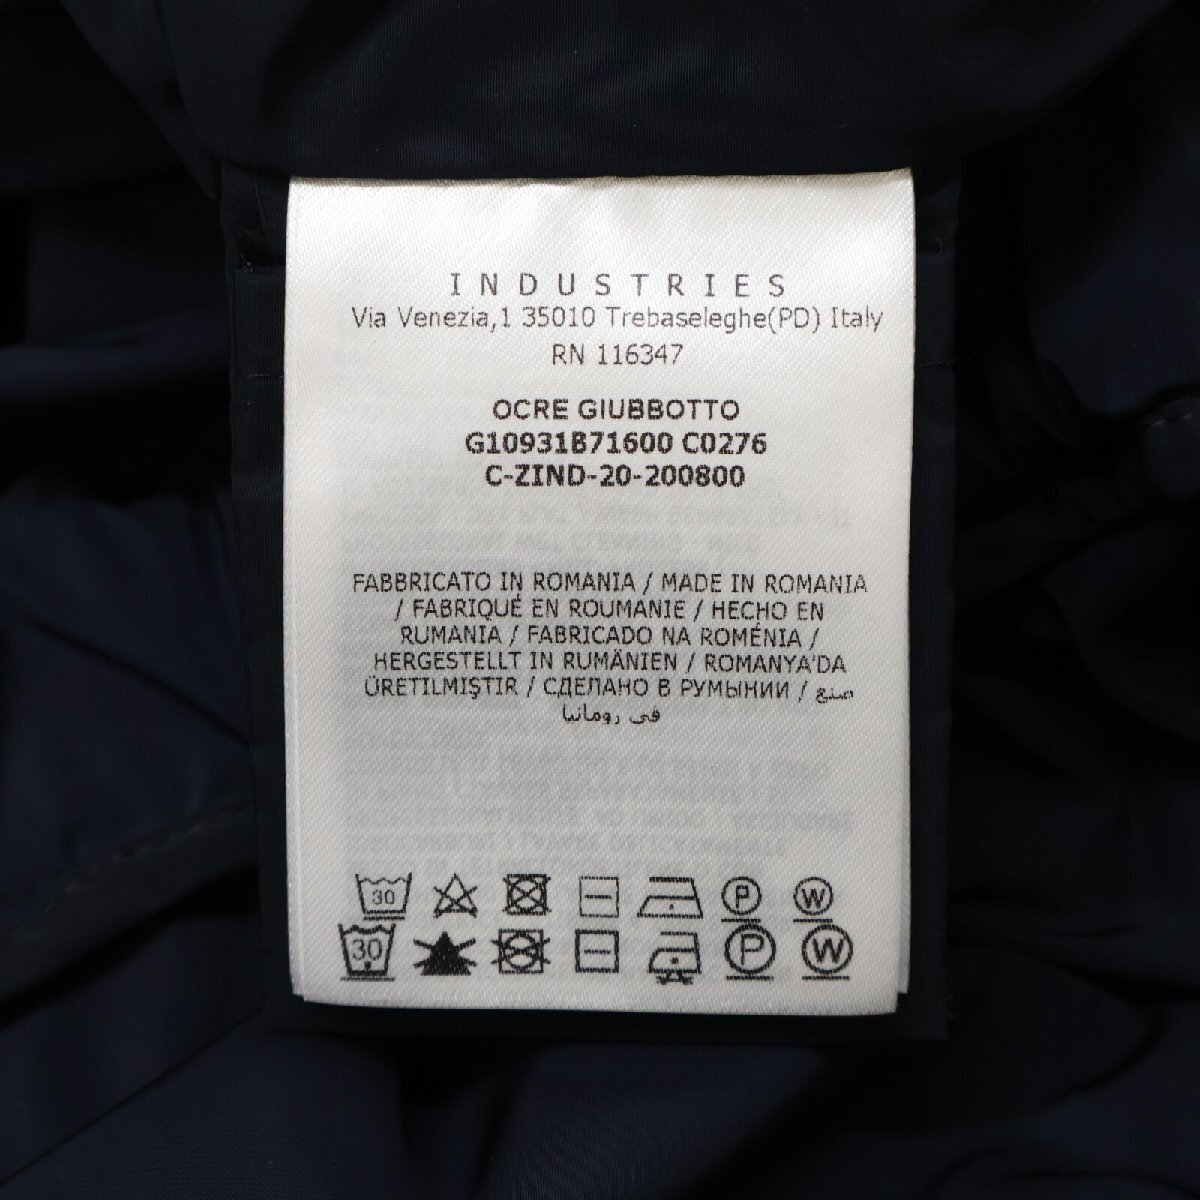 INDUSTRIES
Via Venezia,1 35010 Trebaseleghe(PD) Italy
RN 116347
OCRE GIUBBOTTO
G10931B71600 C0276
C-ZIND-20-200800
FABBRICATO IN ROMANIA / MADE IN ROMANIA
/ FABRIQUÉ EN ROUMANIE / HECHO EN
RUMANIA / FABRICADO NA ROMÉNIA /
HERGESTELLT IN RUMÄNIEN / ROMANYA'DA
ÜRETILMIŞTIR / СДЕЛАНО В РУМЫНИИ / صنع
في رومانيا
30 P W
30 P W